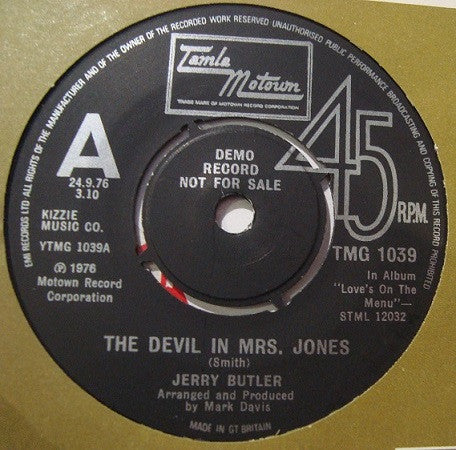 EMI RECORDS LTD ALL RIGHTS OF THE MANUFACTURER AND OF THE OWNER OF THE RECORDED WORK RESERVED UNAUTHORISED PUBLIC PERFORMANCE BROADCASTING AND COPYING OF THIS RECORD PROHIBITED
Tamla
Motown
TRADE MARK OF MOTOWN RECORD CORPORATION
A
24.9.76
3.10
DEMO
RECORD
NOT FOR SALE
45
R.P.M.
KIZZIE
MUSIC CO.
YTMG 1039A
℗ 1976
Motown Record
Corporation
TMG 1039
In Album
"Love's On The
Menu"—
STML 12032
THE DEVIL IN MRS. JONES
(Smith)
JERRY BUTLER
Arranged and Produced
by Mark Davis
MADE IN GT BRITAIN